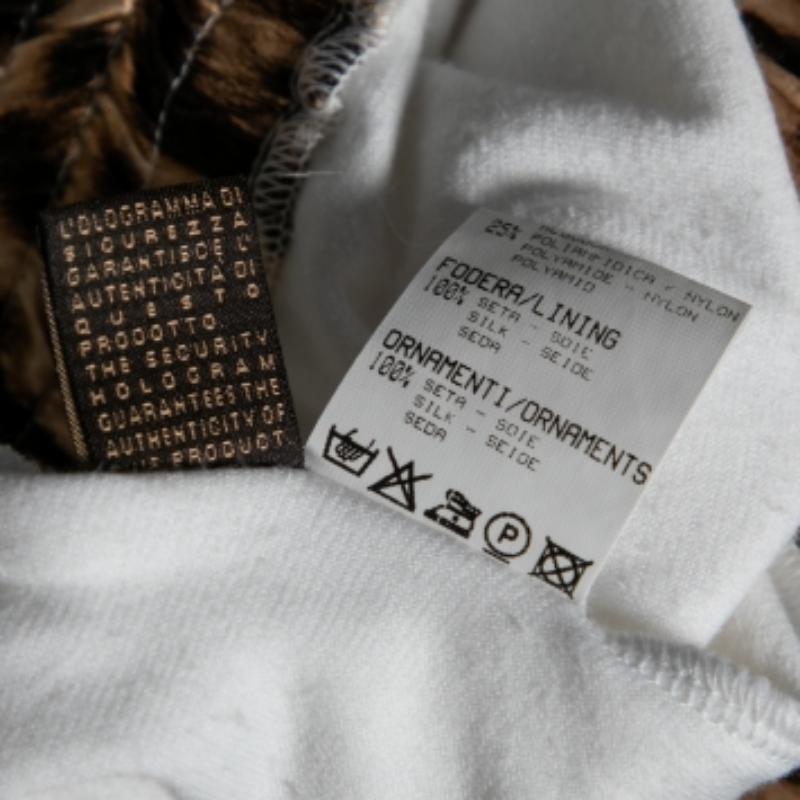 L'OLOGRAMMA DI
SICUREZZA
GARANTISCE L'
AUTENTICITÀ DI
QUESTO
PRODOTTO.
THE SECURITY
HOLOGRAM
GUARANTEES THE
AUTHENTICITY OF
PRODUCT
25% POLIAMMIDICA / NYLON
POLYAMIDE - NYLON
POLYAMID
FODERA/LINING
100% SETA - SOIE
SILK - SEIDE
SEDA
ORNAMENTI/ORNAMENTS
100% SETA - SOIE
SILK - SEIDE
SEDA
P